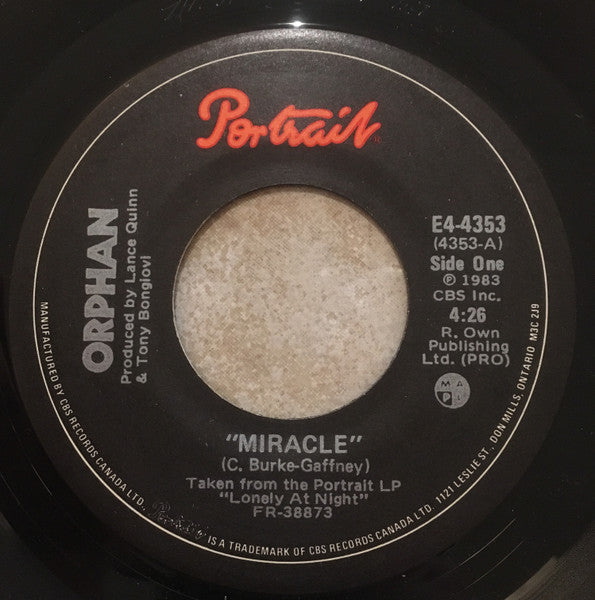 Portrait
ORPHAN
Produced by Lance Quinn
& Tony Bongiovi
E4-4353
(4353-A)
Side One
℗ 1983
CBS Inc.
4:26
R. Own
Publishing
Ltd. (PRO)
M A
P L
"MIRACLE"
(C. Burke-Gaffney)
Taken from the Portrait LP
"Lonely At Night"
FR-38873
MANUFACTURED BY CBS RECORDS CANADA LTD. 1121 LESLIE ST., DON MILLS, ONTARIO M3C 2J9
Portrait IS A TRADEMARK OF CBS RECORDS CANADA LTD.